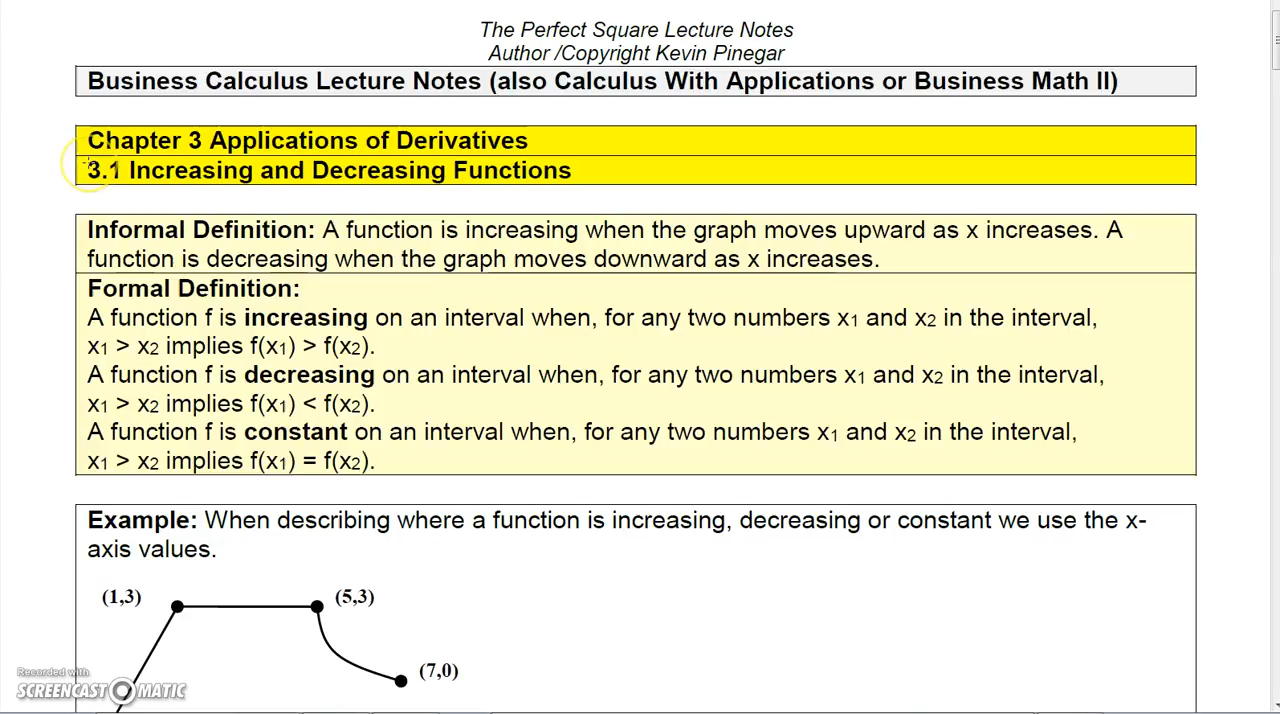 The Perfect Square Lecture Notes
Author /Copyright Kevin Pinegar
Business Calculus Lecture Notes (also Calculus With Applications or Business Math II)
Chapter 3 Applications of Derivatives
3.1 Increasing and Decreasing Functions
Informal Definition: A function is increasing when the graph moves upward as x increases. A
function is decreasing when the graph moves downward as x increases.
Formal Definition:
A function f is increasing on an interval when, for any two numbers x₁ and x₂ in the interval,
x₁ > x₂ implies f(x₁) > f(x₂).
A function f is decreasing on an interval when, for any two numbers x₁ and x₂ in the interval,
x₁ > x₂ implies f(x₁) < f(x₂).
A function f is constant on an interval when, for any two numbers x₁ and x₂ in the interval,
x₁ > x₂ implies f(x₁) = f(x₂).
Example: When describing where a function is increasing, decreasing or constant we use the x-
axis values.
(1,3) (5,3)
(7,0)
Recorded with
SCREENCAST MATIC